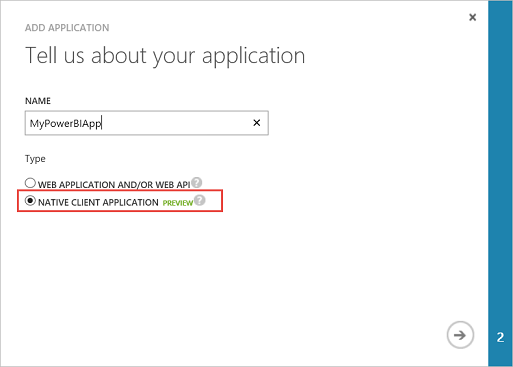 ADD APPLICATION
Tell us about your application
NAME
MyPowerBIApp
Type
WEB APPLICATION AND/OR WEB API ?
NATIVE CLIENT APPLICATION PREVIEW ?
2